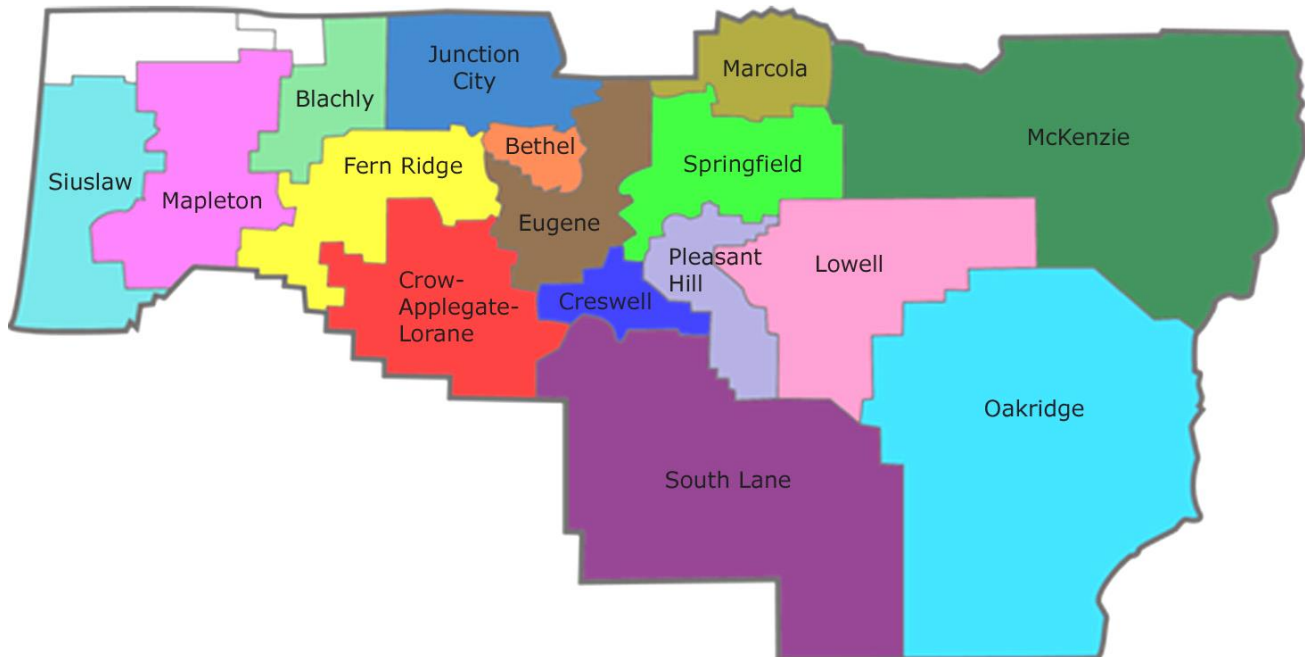 Junction
City
Marcola
Blachly
McKenzie
Bethel
Fern Ridge
Springfield
Siuslaw
Mapleton
Eugene
Pleasant
Hill
Lowell
Crow-
Applegate-
Lorane
Creswell
Oakridge
South Lane